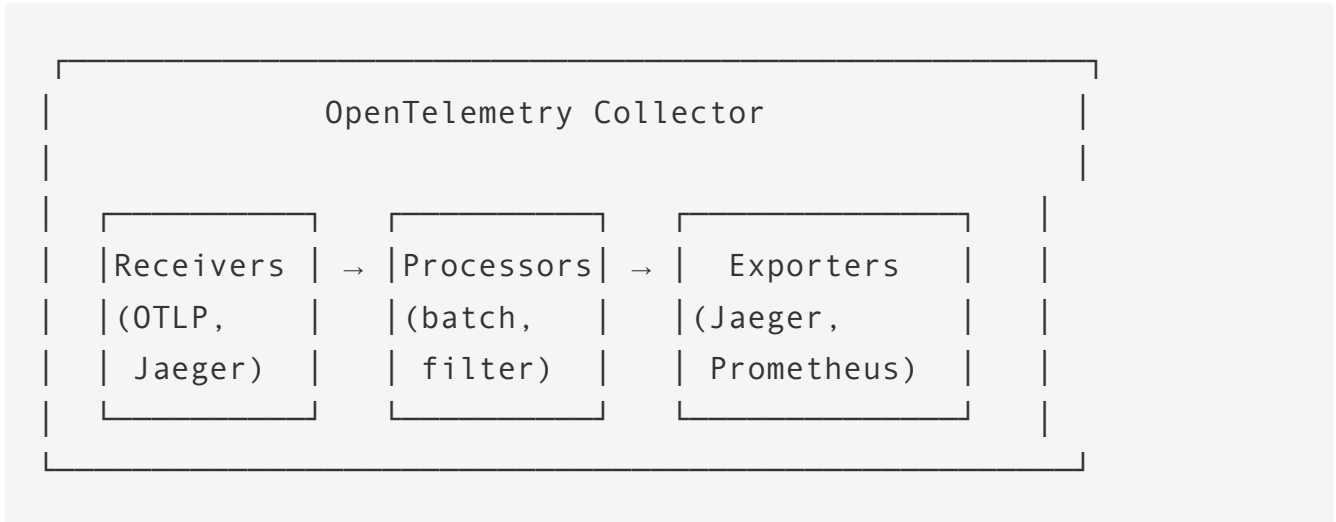 OpenTelemetry Collector
Receivers → Processors → Exporters
(OTLP, (batch, (Jaeger,
Jaeger) filter) Prometheus)